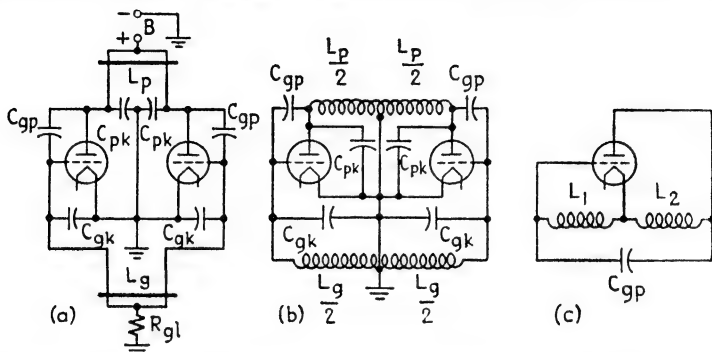 − B
+
L_p
C_gp C_pk C_pk C_gp
C_gk C_gk
L_g
(a) R_gl
L_p/2 L_p/2
C_gp C_gp
C_pk C_pk
C_gk C_gk
L_g/2 L_g/2
(b)
L_1 L_2
C_gp
(c)